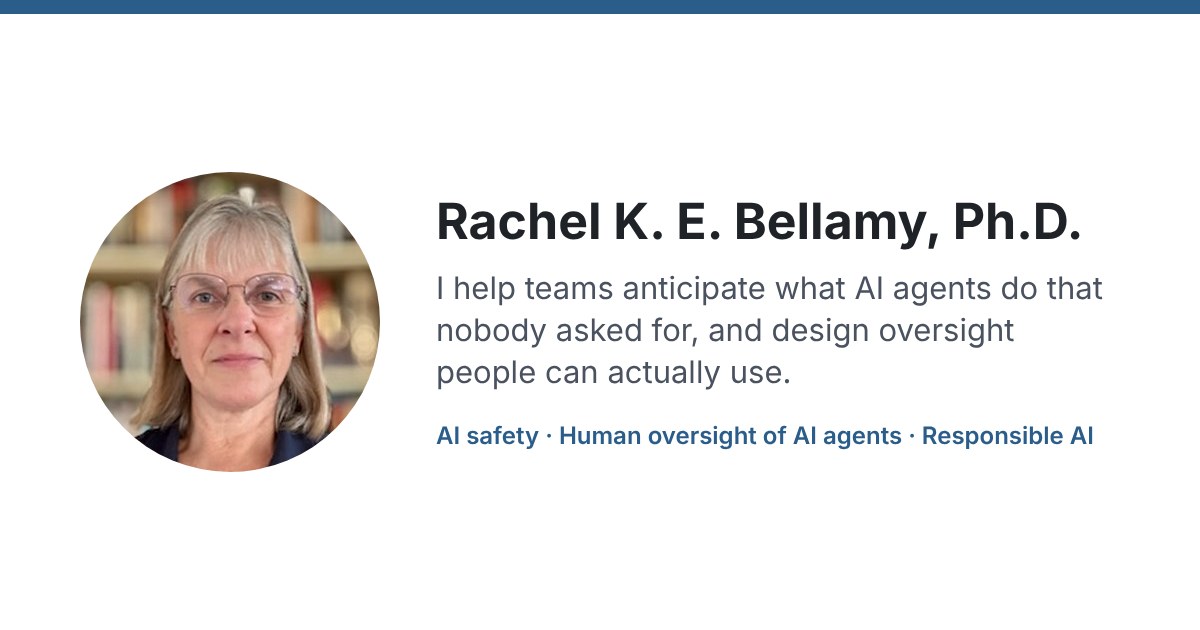 Rachel K. E. Bellamy, Ph.D.
I help teams anticipate what AI agents do that
nobody asked for, and design oversight
people can actually use.
AI safety · Human oversight of AI agents · Responsible AI